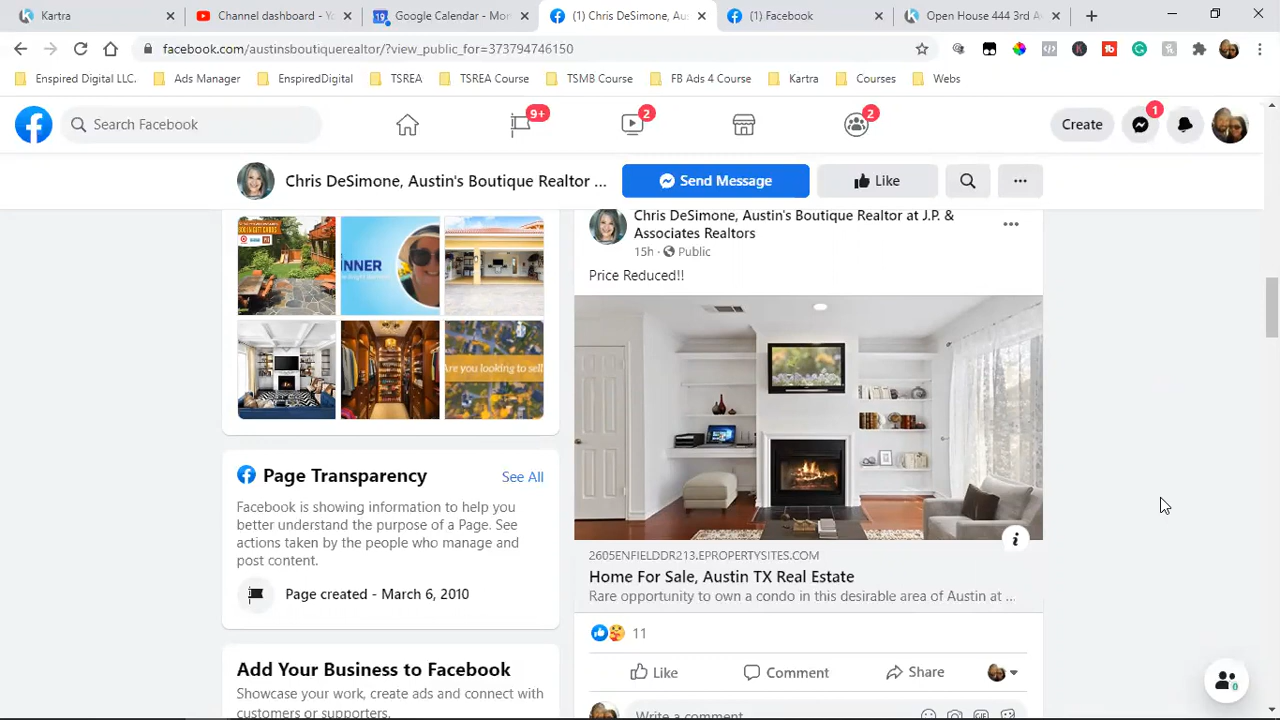 Kartra
Channel dashboard - Yo
19
Google Calendar - Mon
(1) Chris DeSimone, Aus
(1) Facebook
Open House 444 3rd A
facebook.com/austinsboutiquerealtor/?view_public_for=373794746150
Enspired Digital LLC.
Ads Manager
EnspiredDigital
TSREA
TSREA Course
TSMB Course
FB Ads 4 Course
Kartra
Courses
Webs
Search Facebook
9+
2
2
Create
1
Chris DeSimone, Austin's Boutique Realtor ...
Send Message
Like
Chris DeSimone, Austin's Boutique Realtor at J.P. &
Associates Realtors
15h · Public
Price Reduced!!
NNER
Are you looking to sell
Page Transparency
See All
Facebook is showing information to help you
better understand the purpose of a Page. See
actions taken by the people who manage and
post content.
Page created - March 6, 2010
Add Your Business to Facebook
Showcase your work, create ads and connect with
customers or supporters.
2605ENFIELDDR213.EPROPERTYSITES.COM
Home For Sale, Austin TX Real Estate
Rare opportunity to own a condo in this desirable area of Austin at ...
11
Like
Comment
Share
Write a comment
GIF
0